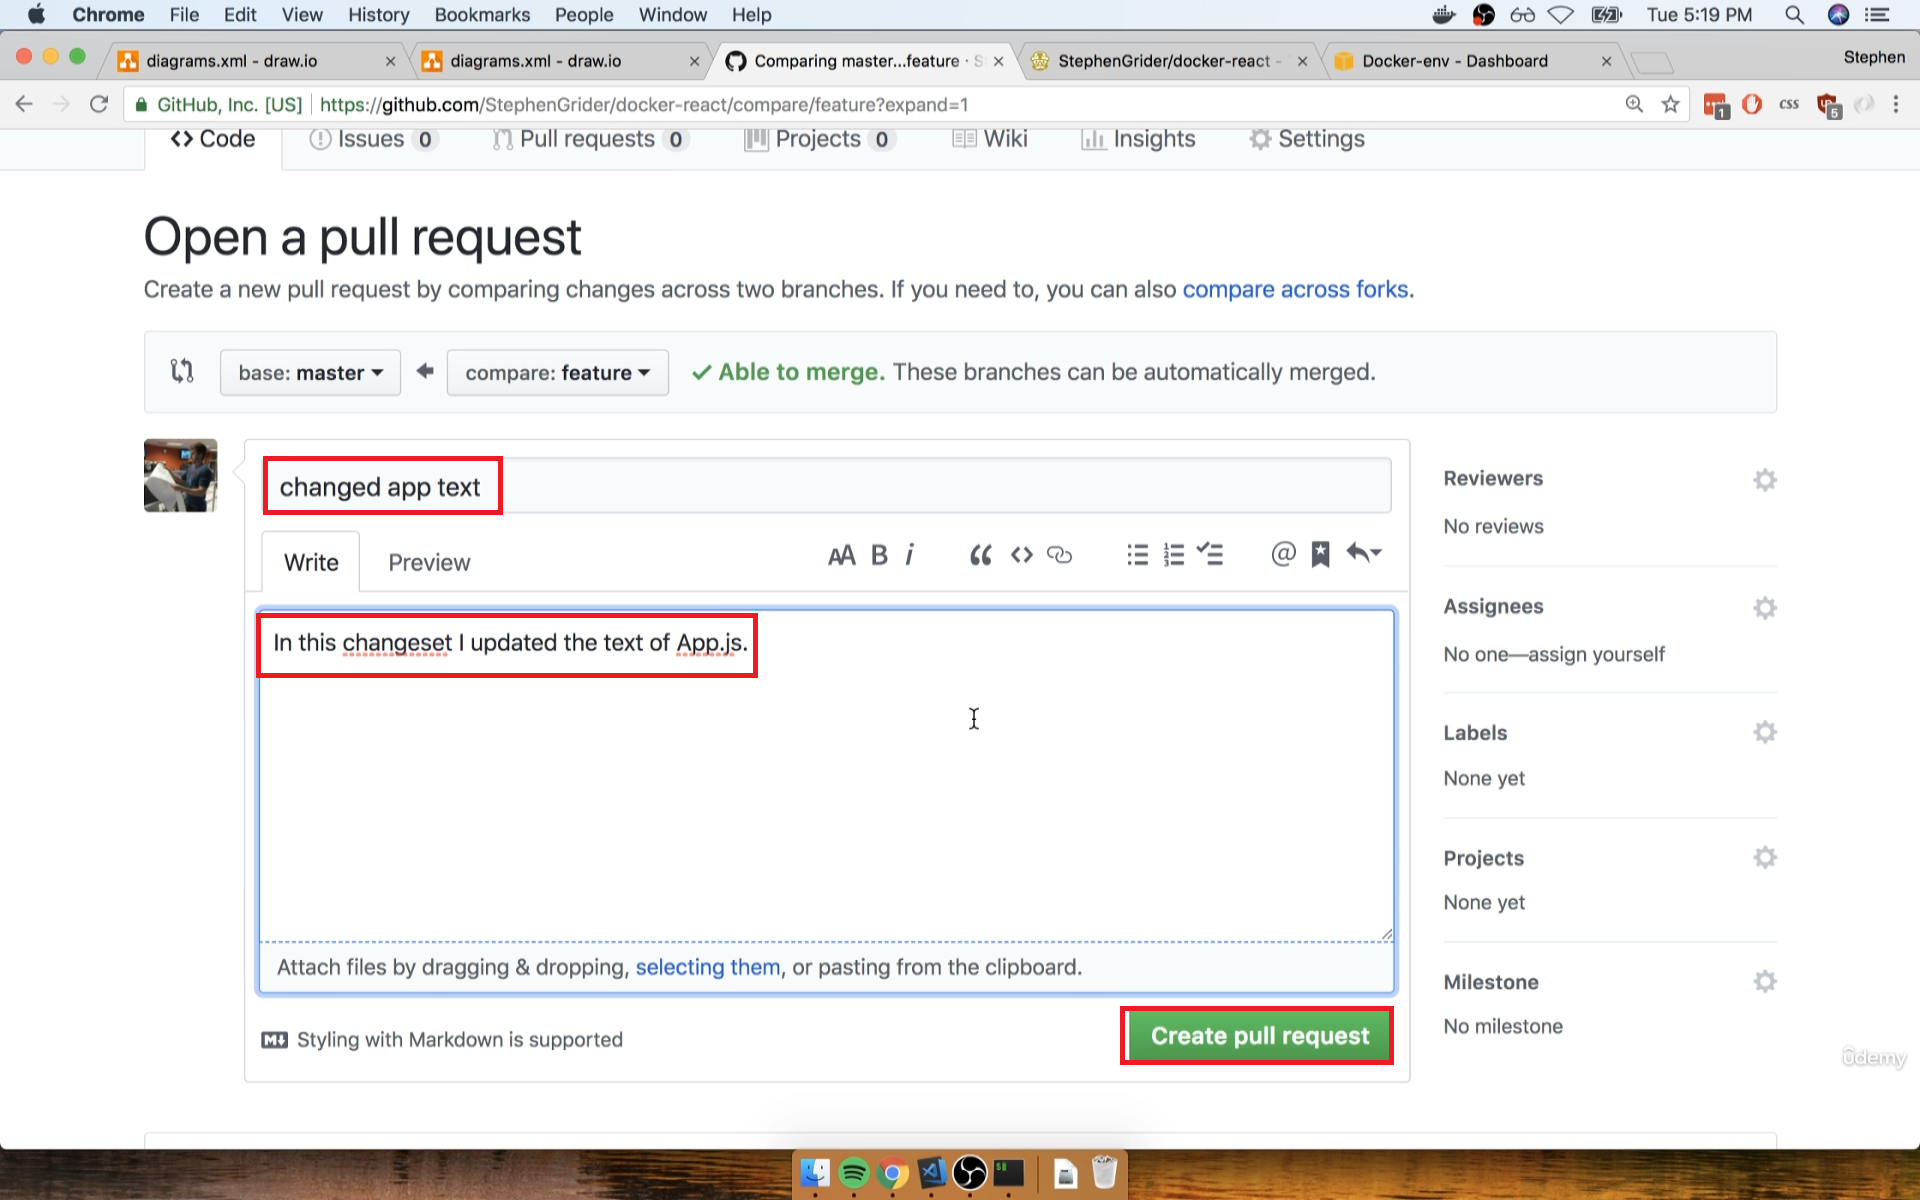 Chrome File Edit View History Bookmarks People Window Help Tue 5:19 PM
diagrams.xml - draw.io diagrams.xml - draw.io Comparing master...feature · S StephenGrider/docker-react - Docker-env - Dashboard Stephen
GitHub, Inc. [US] https://github.com/StephenGrider/docker-react/compare/feature?expand=1 1 css 5
<> Code Issues 0 Pull requests 0 Projects 0 Wiki Insights Settings
Open a pull request
Create a new pull request by comparing changes across two branches. If you need to, you can also compare across forks.
base: master compare: feature Able to merge. These branches can be automatically merged.
changed app text
Reviewers
No reviews
Write Preview AA B i “ <> @
Assignees
No one—assign yourself
In this changeset I updated the text of App.js.
Labels
None yet
Projects
None yet
Attach files by dragging & dropping, selecting them, or pasting from the clipboard.
Milestone
No milestone
M Styling with Markdown is supported
Create pull request
ûdemy